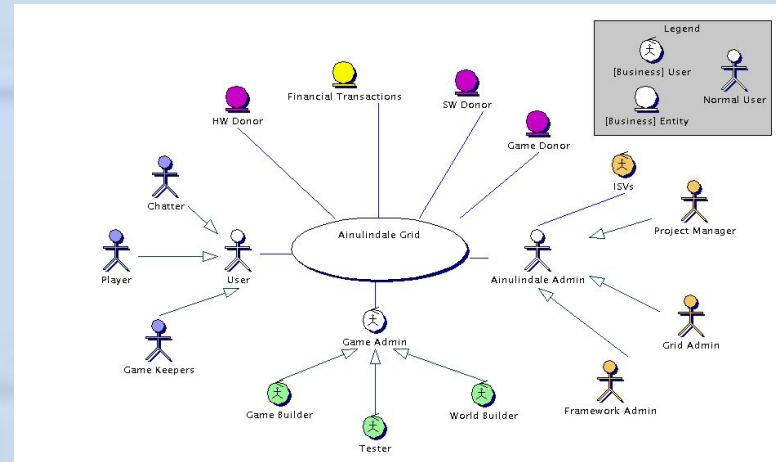 Legend
[Business] User
Normal User
[Business] Entity
Financial Transactions
HW Donor
SW Donor
Game Donor
ISVs
Chatter
Project Manager
Ainulindale Grid
Player
User
Ainulindale Admin
Game Keepers
Game Admin
Grid Admin
Game Builder
World Builder
Framework Admin
Tester